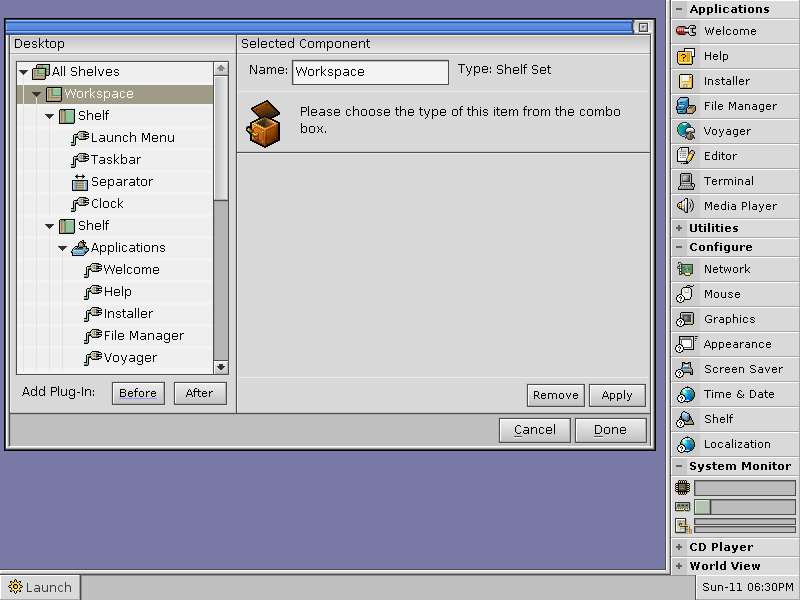 Desktop
All Shelves
Workspace
Shelf
Launch Menu
Taskbar
Separator
Clock
Shelf
Applications
Welcome
Help
Installer
File Manager
Voyager
Add Plug-In:
Before
After
Selected Component
Name:
Workspace
Type: Shelf Set
Please choose the type of this item from the combo
box.
Remove
Apply
Cancel
Done
Applications
Welcome
Help
Installer
File Manager
Voyager
Editor
Terminal
Media Player
Utilities
Configure
Network
Mouse
Graphics
Appearance
Screen Saver
Time & Date
Shelf
Localization
System Monitor
CD Player
World View
Launch
Sun-11 06:30PM